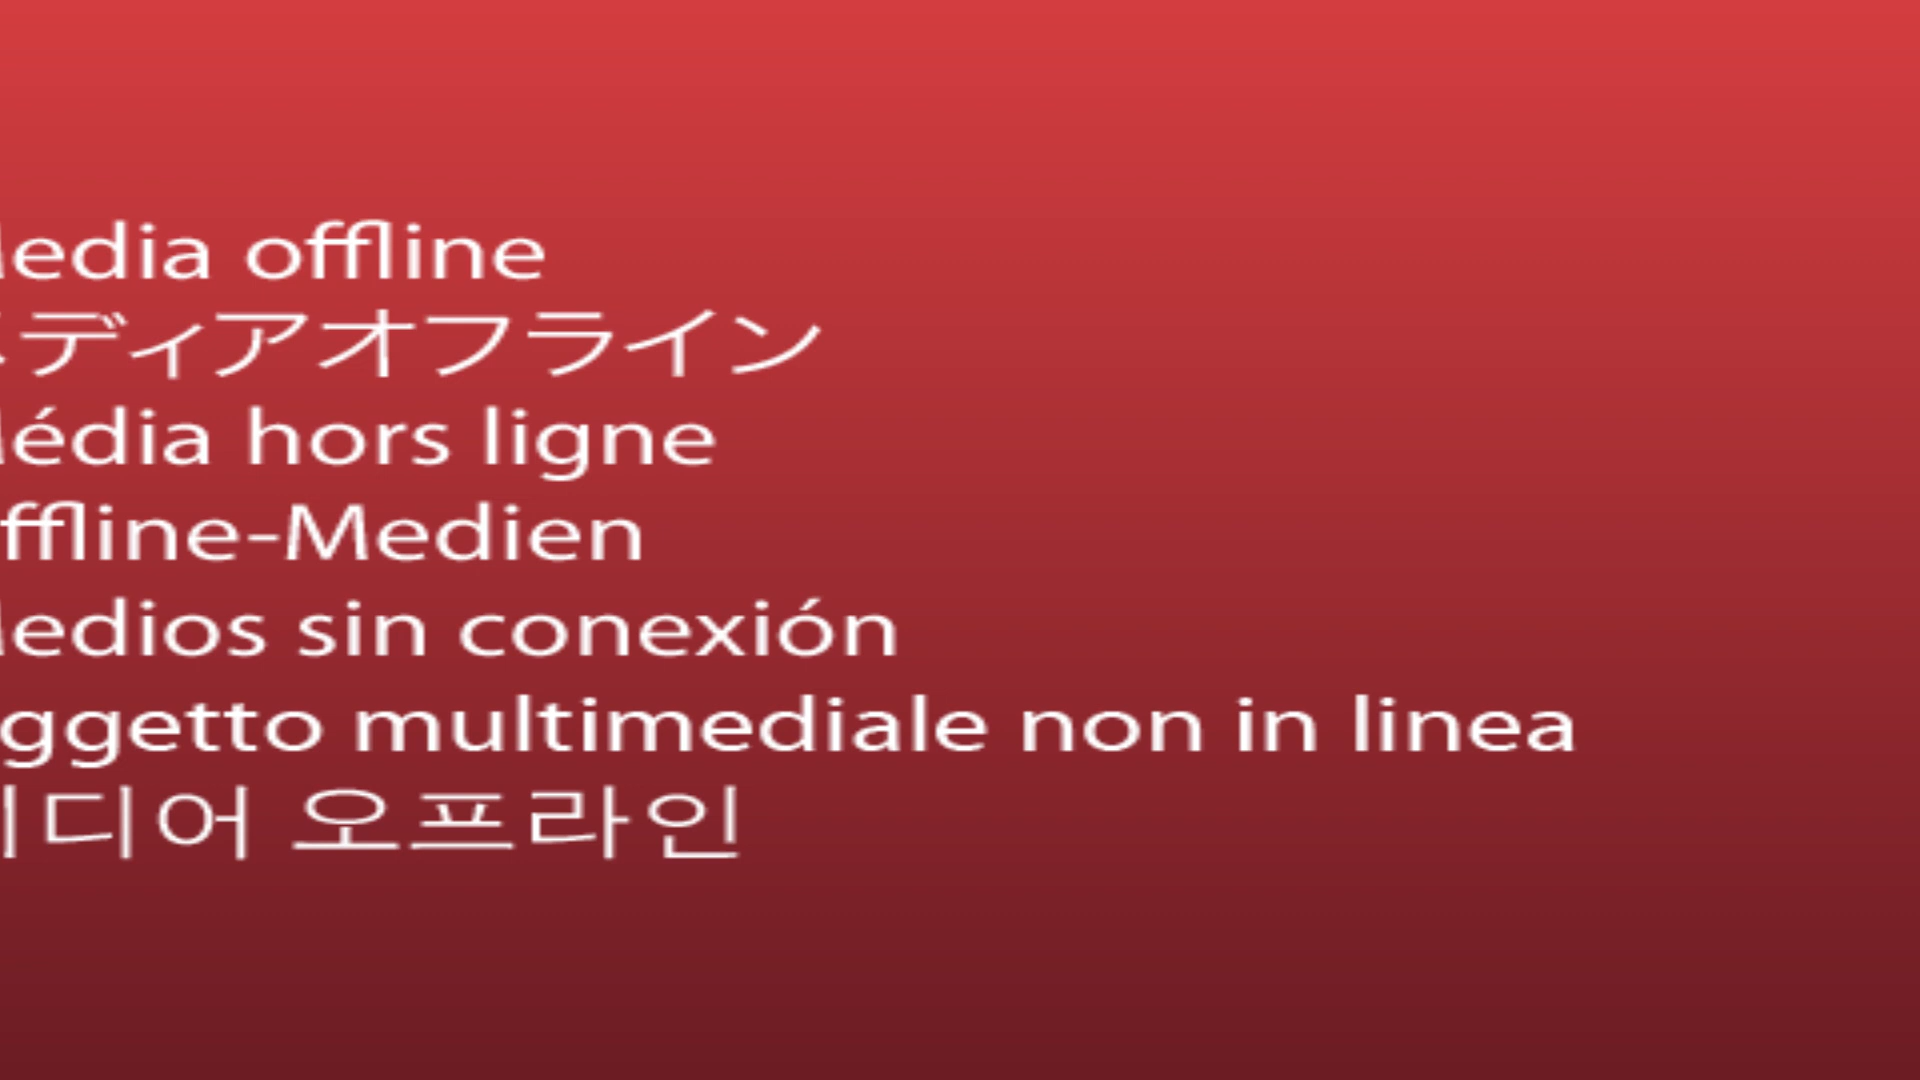 edia offline
メディアオフライン
édia hors ligne
ffline-Medien
edios sin conexión
ggetto multimediale non in linea
디어 오프라인